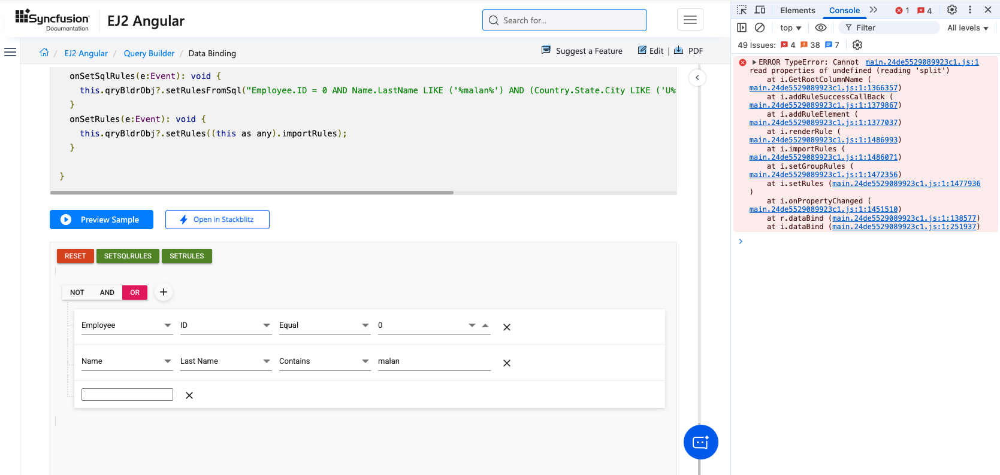 Syncfusion
Documentation
EJ2 Angular
Search for...
EJ2 Angular / Query Builder / Data Binding
Suggest a Feature
Edit | PDF
onSetSqlRules(e:Event): void {
this.qryBldrObj?.setRulesFromSql("Employee.ID = 0 AND Name.LastName LIKE ('%malan%') AND (Country.State.City LIKE ('U%
}
onSetRules(e:Event): void {
this.qryBldrObj?.setRules((this as any).importRules);
}
}
Preview Sample
Open in Stackblitz
RESET SETSQLRULES SETRULES
NOT AND OR +
Employee ID Equal 0
Name Last Name Contains malan
Elements Console 1 4
top Filter All levels
49 Issues: 4 38 7
ERROR TypeError: Cannot main.24de5529089923c1.js:1
read properties of undefined (reading 'split')
at i.GetRootColumnName (
main.24de5529089923c1.js:1:1366357)
at i.addRuleSuccessCallBack (
main.24de5529089923c1.js:1:1379867)
at i.addRuleElement (
main.24de5529089923c1.js:1:1377037)
at i.renderRule (
main.24de5529089923c1.js:1:1486993)
at i.importRules (
main.24de5529089923c1.js:1:1486071)
at i.setGroupRules (
main.24de5529089923c1.js:1:1472356)
at i.setRules (main.24de5529089923c1.js:1:1477936
)
at i.onPropertyChanged (
main.24de5529089923c1.js:1:1451510)
at r.dataBind (main.24de5529089923c1.js:1:138577)
at i.dataBind (main.24de5529089923c1.js:1:251937)